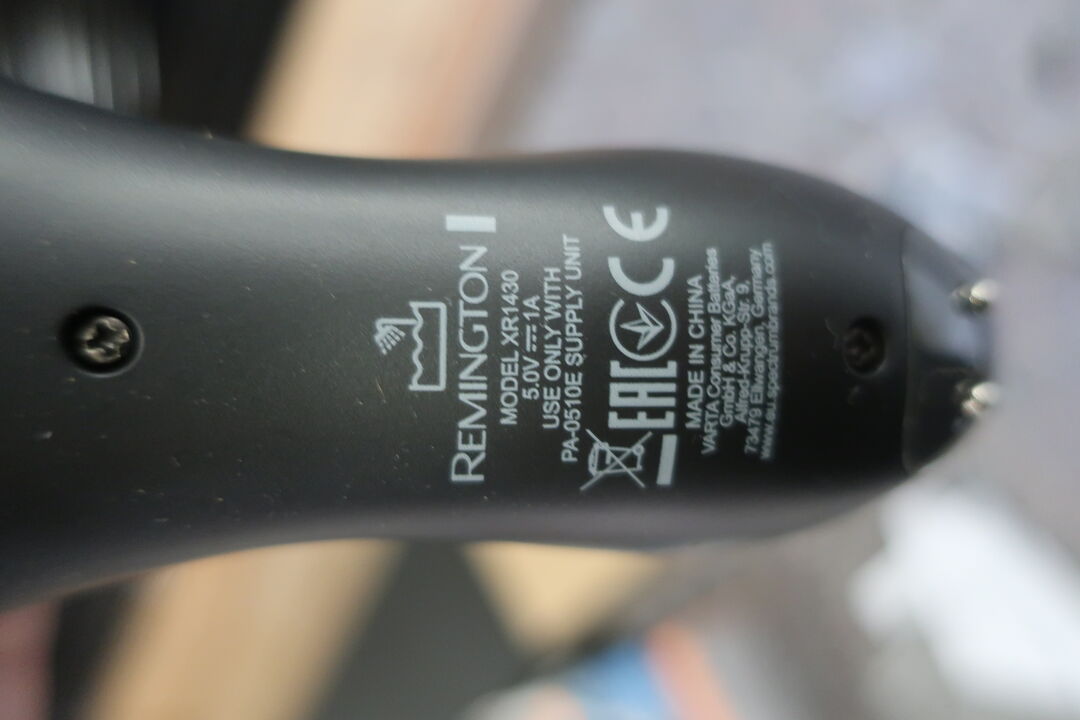 REMINGTON
MODEL XR1430
5.0V ⎓ 1A
USE ONLY WITH
PA-0510E SUPPLY UNIT
EAC CE
MADE IN CHINA
VARTA Consumer Batteries
GmbH & Co. KGaA,
Alfred-Krupp-Str. 9,
73479 Ellwangen, Germany
www.eu.spectrumbrands.com